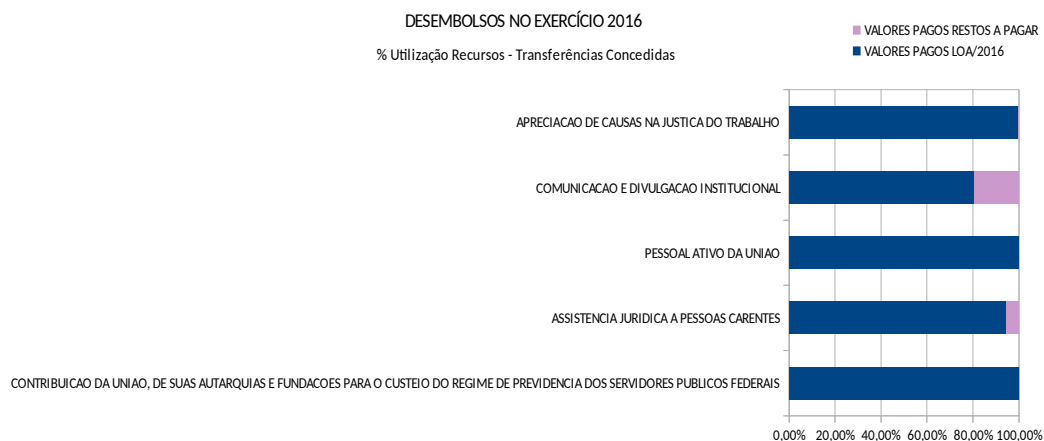 DESEMBOLSOS NO EXERCÍCIO 2016
% Utilização Recursos - Transferências Concedidas
VALORES PAGOS RESTOS A PAGAR
VALORES PAGOS LOA/2016
APRECIACAO DE CAUSAS NA JUSTICA DO TRABALHO
COMUNICACAO E DIVULGACAO INSTITUCIONAL
PESSOAL ATIVO DA UNIAO
ASSISTENCIA JURIDICA A PESSOAS CARENTES
CONTRIBUICAO DA UNIAO, DE SUAS AUTARQUIAS E FUNDACOES PARA O CUSTEIO DO REGIME DE PREVIDENCIA DOS SERVIDORES PUBLICOS FEDERAIS
0,00% 20,00% 40,00% 60,00% 80,00% 100,00%